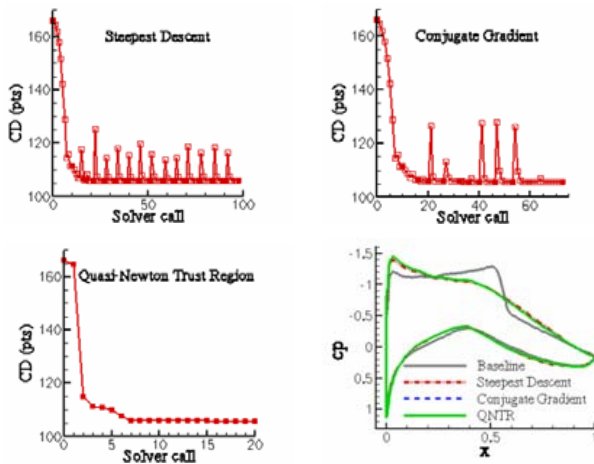 Steepest Descent
CD (pts)
160
140
120
100
0
50
100
Solver call
Conjugate Gradient
CD (pts)
160
140
120
100
0
20
40
60
Solver call
Quasi-Newton Trust Region
CD (pts)
160
140
120
100
0
5
10
15
20
Solver call
cp
-1.5
-1
-0.5
0
0.5
1
Baseline
Steepest Descent
Conjugate Gradient
QNTR
0
0.5
x